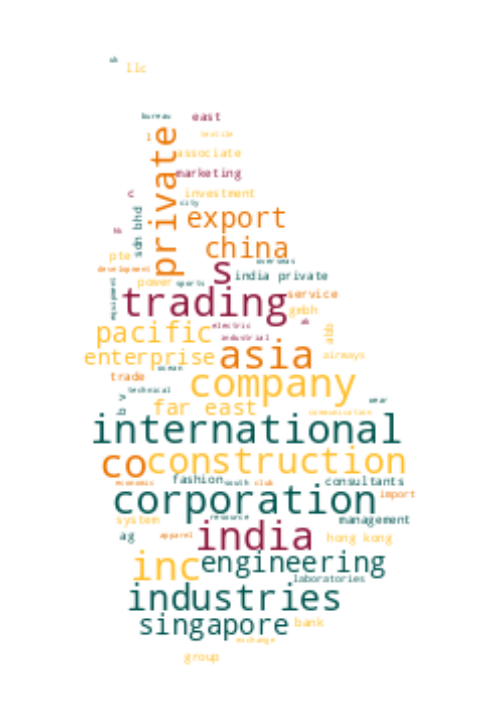 uk
llc
bureau east
l textile
private associate
marketing
c investment
city
sdn bhd export
hk china
pte overseas
development s india private
equipment power sports
trading service
gmbh
pacific electric uk
industrial abb
enterprise asia airways
ocean
trade company
technical
b v wear
far east communication
international
co construction
economic fashion south club consultants
corporation import
system resource management
ag apparel india hong kong
inc engineering
laboratories
industries
singapore bank
exchange
group